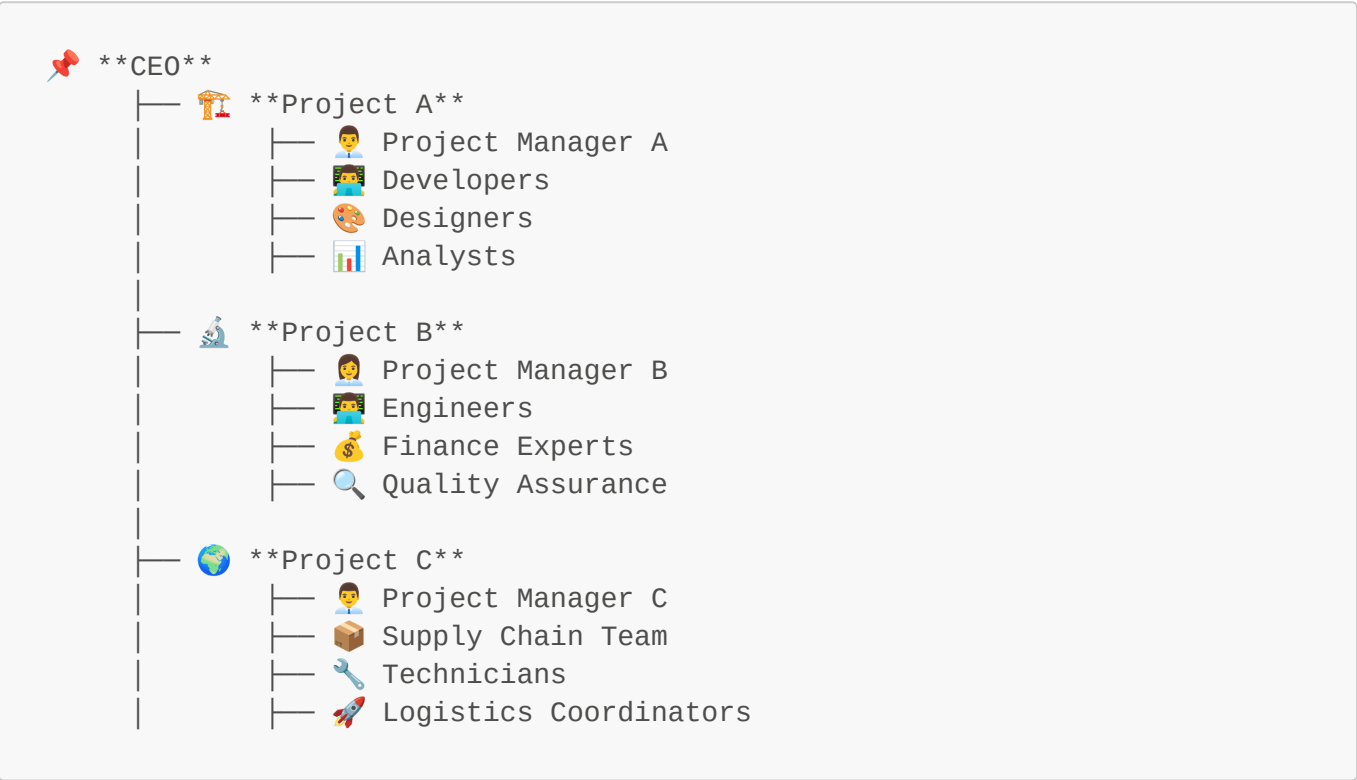 📌 **CEO**
├── 🏗️ **Project A**
│ ├── 👨‍💼 Project Manager A
│ ├── 👨‍💻 Developers
│ ├── 🎨 Designers
│ ├── 📊 Analysts
│
├── 🔬 **Project B**
│ ├── 👩‍💼 Project Manager B
│ ├── 👨‍💻 Engineers
│ ├── 💰 Finance Experts
│ ├── 🔍 Quality Assurance
│
├── 🌍 **Project C**
│ ├── 👨‍💼 Project Manager C
│ ├── 📦 Supply Chain Team
│ ├── 🔧 Technicians
│ ├── 🚀 Logistics Coordinators